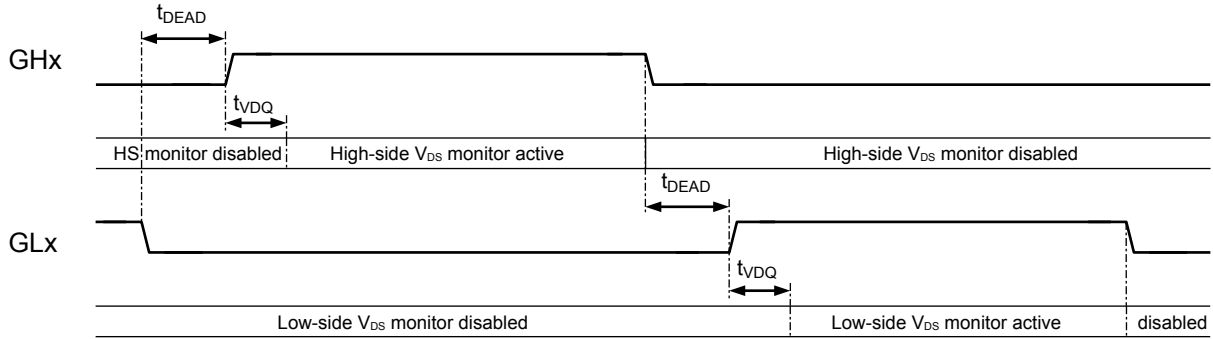 tDEAD
GHx
tVDQ
HS monitor disabled High-side VDS monitor active High-side VDS monitor disabled
tDEAD
GLx
tVDQ
Low-side VDS monitor disabled Low-side VDS monitor active disabled